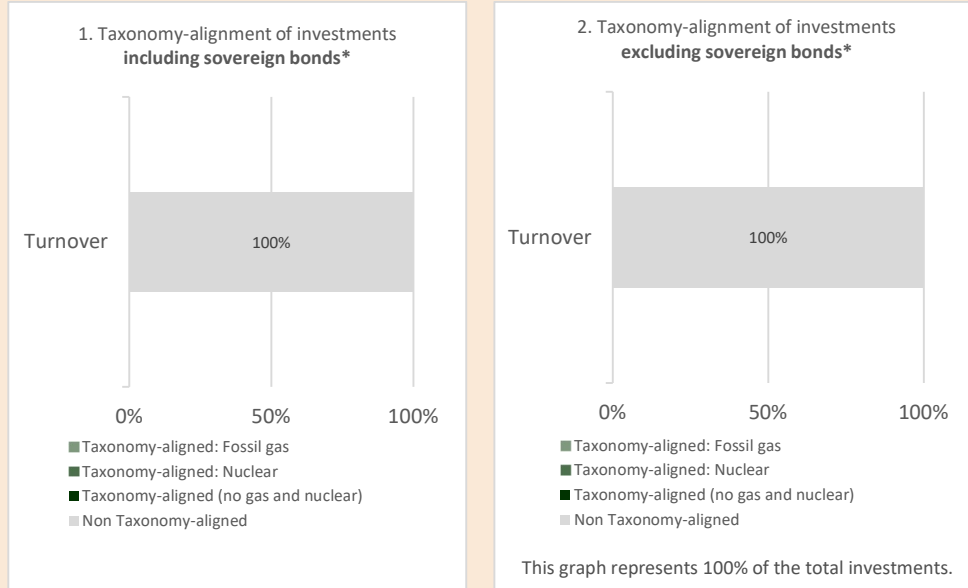 1. Taxonomy-alignment of investments
including sovereign bonds*
Turnover
100%
0%
50%
100%
Taxonomy-aligned: Fossil gas
Taxonomy-aligned: Nuclear
Taxonomy-aligned (no gas and nuclear)
Non Taxonomy-aligned
2. Taxonomy-alignment of investments
excluding sovereign bonds*
Turnover
100%
0%
50%
100%
Taxonomy-aligned: Fossil gas
Taxonomy-aligned: Nuclear
Taxonomy-aligned (no gas and nuclear)
Non Taxonomy-aligned
This graph represents 100% of the total investments.